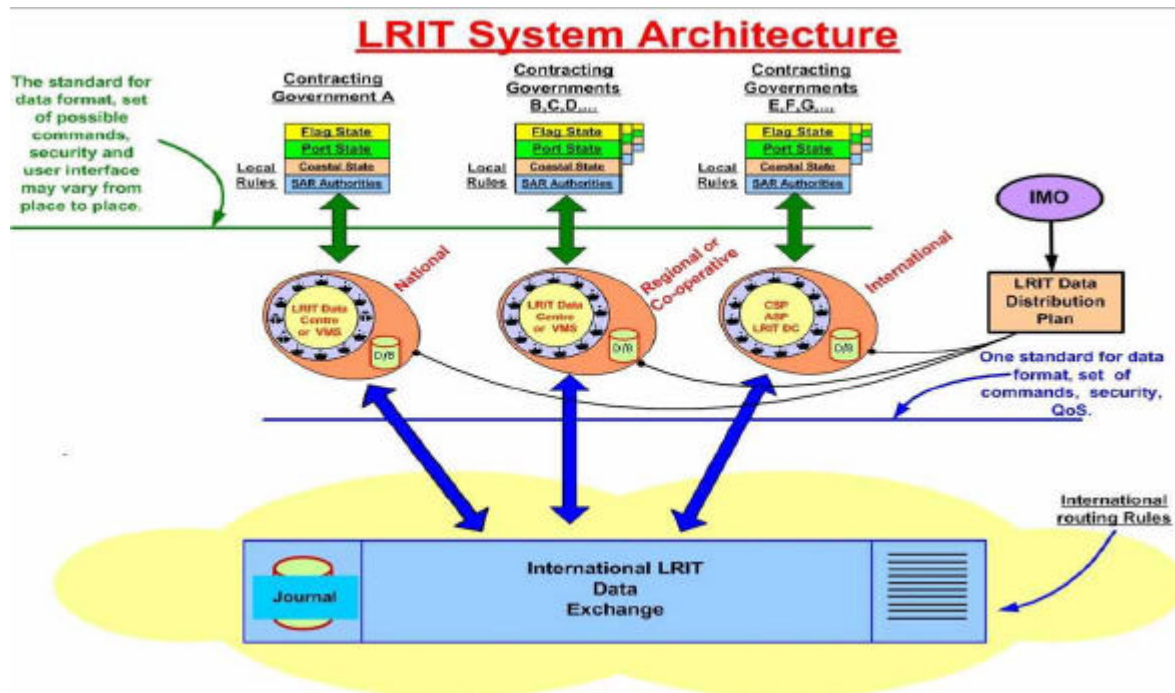 LRIT System Architecture
The standard for
data format, set
of possible
commands,
security and
user interface
may vary from
place to place.
Contracting
Government A
Flag State
Port State
Coastal State
SAR Authorities
Local
Rules
Contracting
Governments
B,C,D,...
Flag State
Port State
Coastal State
SAR Authorities
Local
Rules
Contracting
Governments
E,F,G,...
Flag State
Port State
Coastal State
SAR Authorities
Local
Rules
IMO
LRIT Data
Distribution
Plan
National
LRIT Data
Centre
or VMS
D/B
Regional or
Co-operative
LRIT Data
Centre
or VMS
D/B
International
CSP
ASP
LRIT DC
D/B
One standard for data
format, set of
commands, security,
QoS.
International
routing Rules
Journal
International LRIT
Data
Exchange